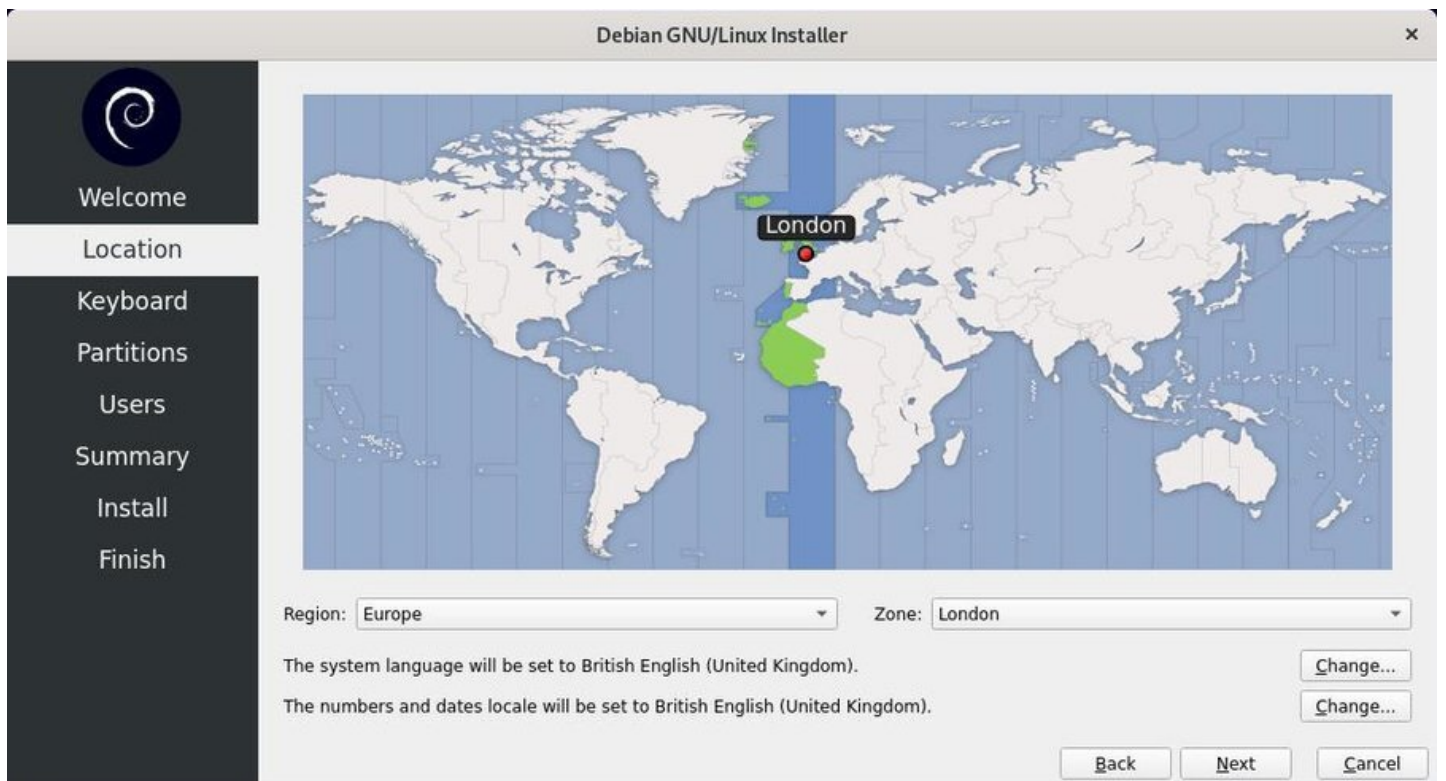 Debian GNU/Linux Installer
Welcome
Location
Keyboard
Partitions
Users
Summary
Install
Finish
London
Region: Europe Zone: London
The system language will be set to British English (United Kingdom). Change...
The numbers and dates locale will be set to British English (United Kingdom). Change...
Back Next Cancel